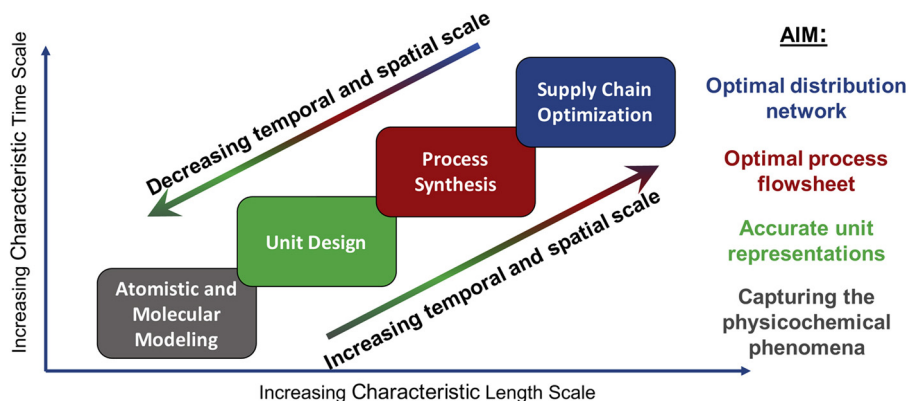 Increasing Characteristic Time Scale
Decreasing temporal and spatial scale
Supply Chain
Optimization
Process
Synthesis
Unit Design
Atomistic and
Molecular
Modeling
Increasing temporal and spatial scale
Increasing Characteristic Length Scale
AIM:
Optimal distribution
network
Optimal process
flowsheet
Accurate unit
representations
Capturing the
physicochemical
phenomena